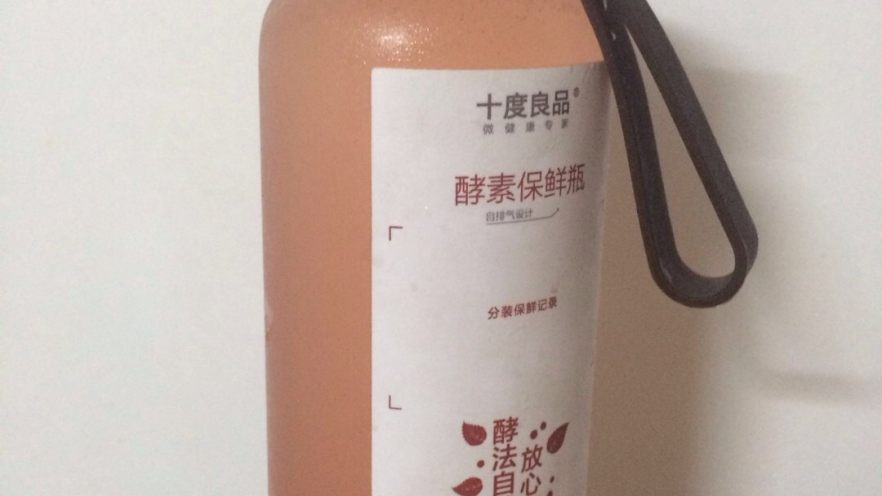 十度良品®
微健康专家
酵素保鲜瓶
自排气设计
分装保鲜记录
酵法自
放心